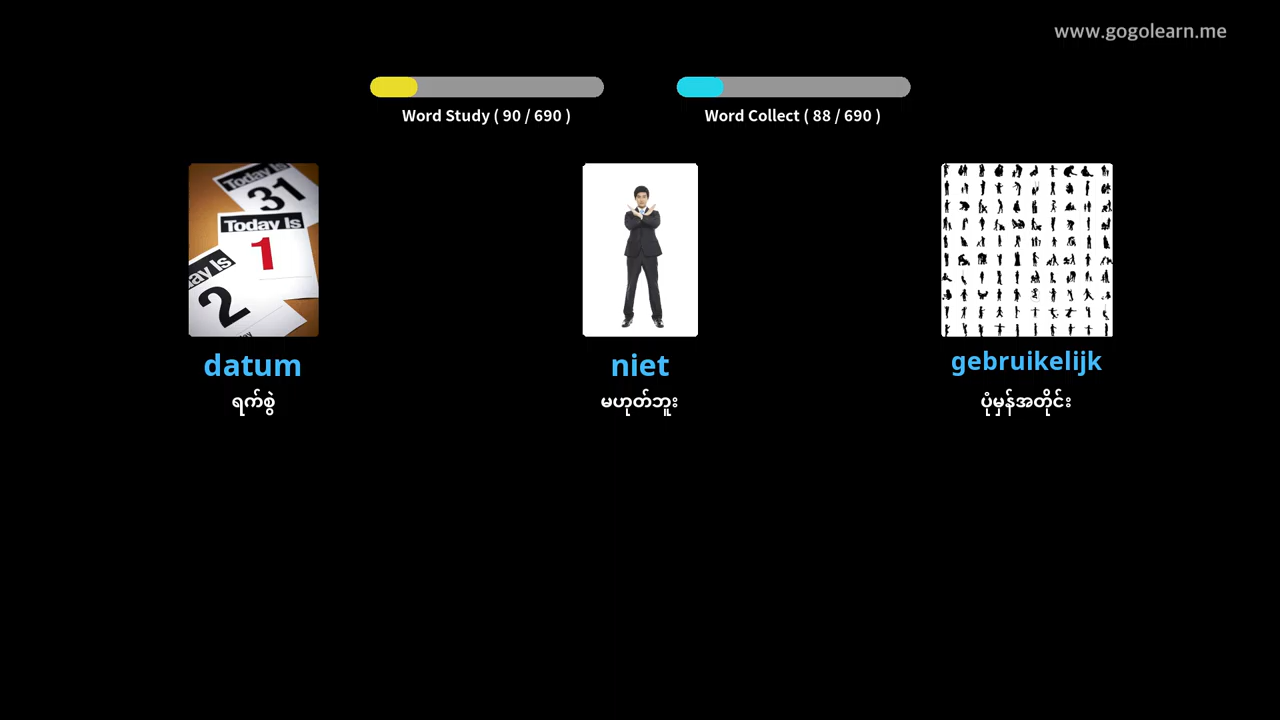 www.gogolearn.me
Word Study ( 90 / 690 )
Word Collect ( 88 / 690 )
Today Is
31
Today Is
1
ay Is
2
datum
niet
gebruikelijk
ရက်စွဲ
မဟုတ်ဘူး
ပုံမှန်အတိုင်း